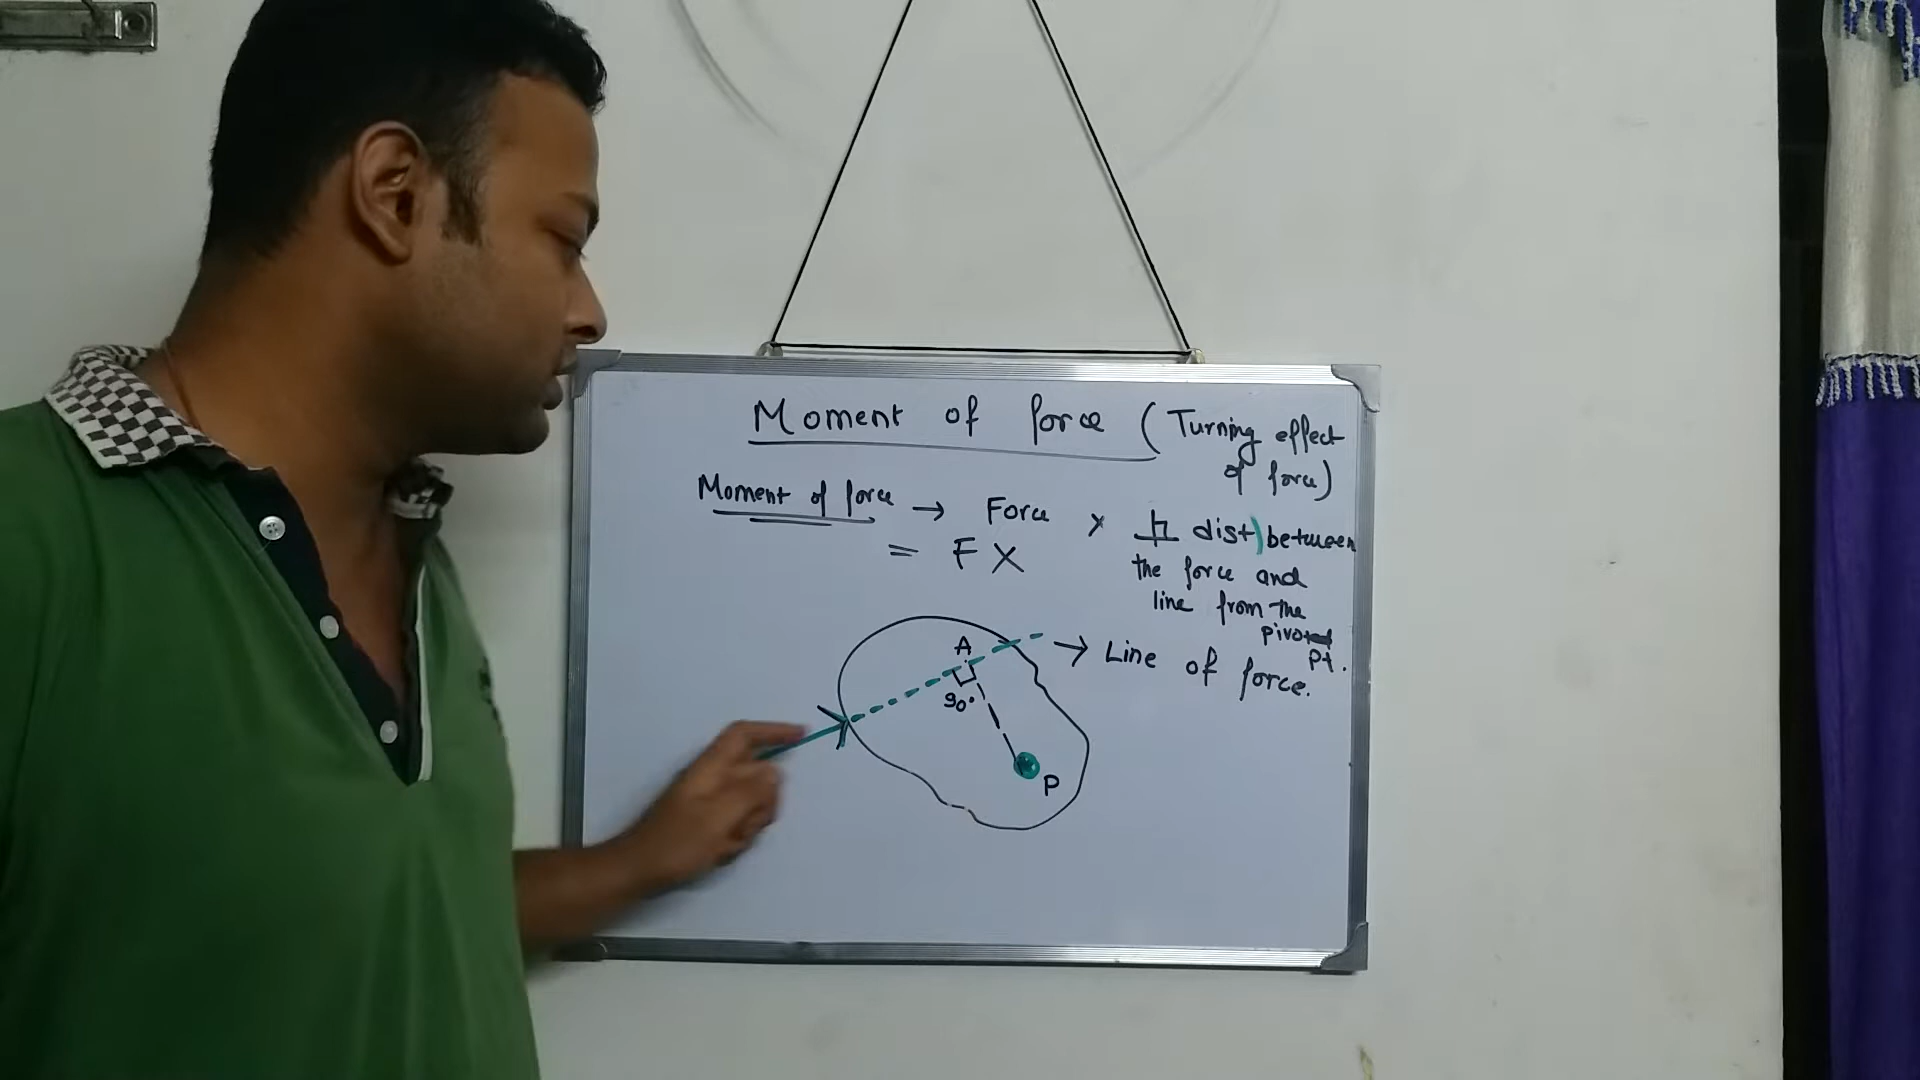 Moment of force (Turning effect
of force)
Moment of force → Force × ⊥r dist) between
the force and
line from the
pivot
pt.
= F X
A
→ Line of force.
90°
P